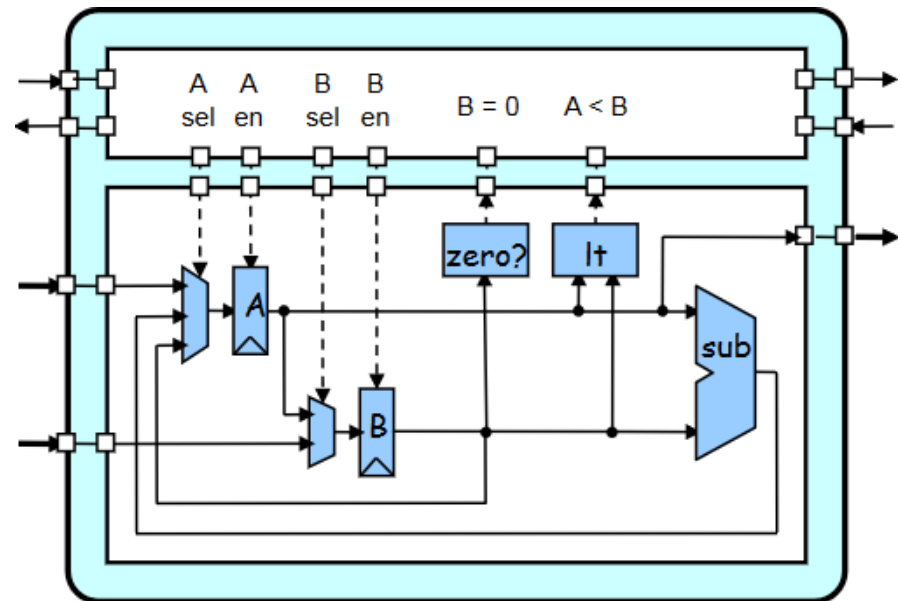 A A B B
sel en sel en B = 0 A < B
zero? lt
A sub
B